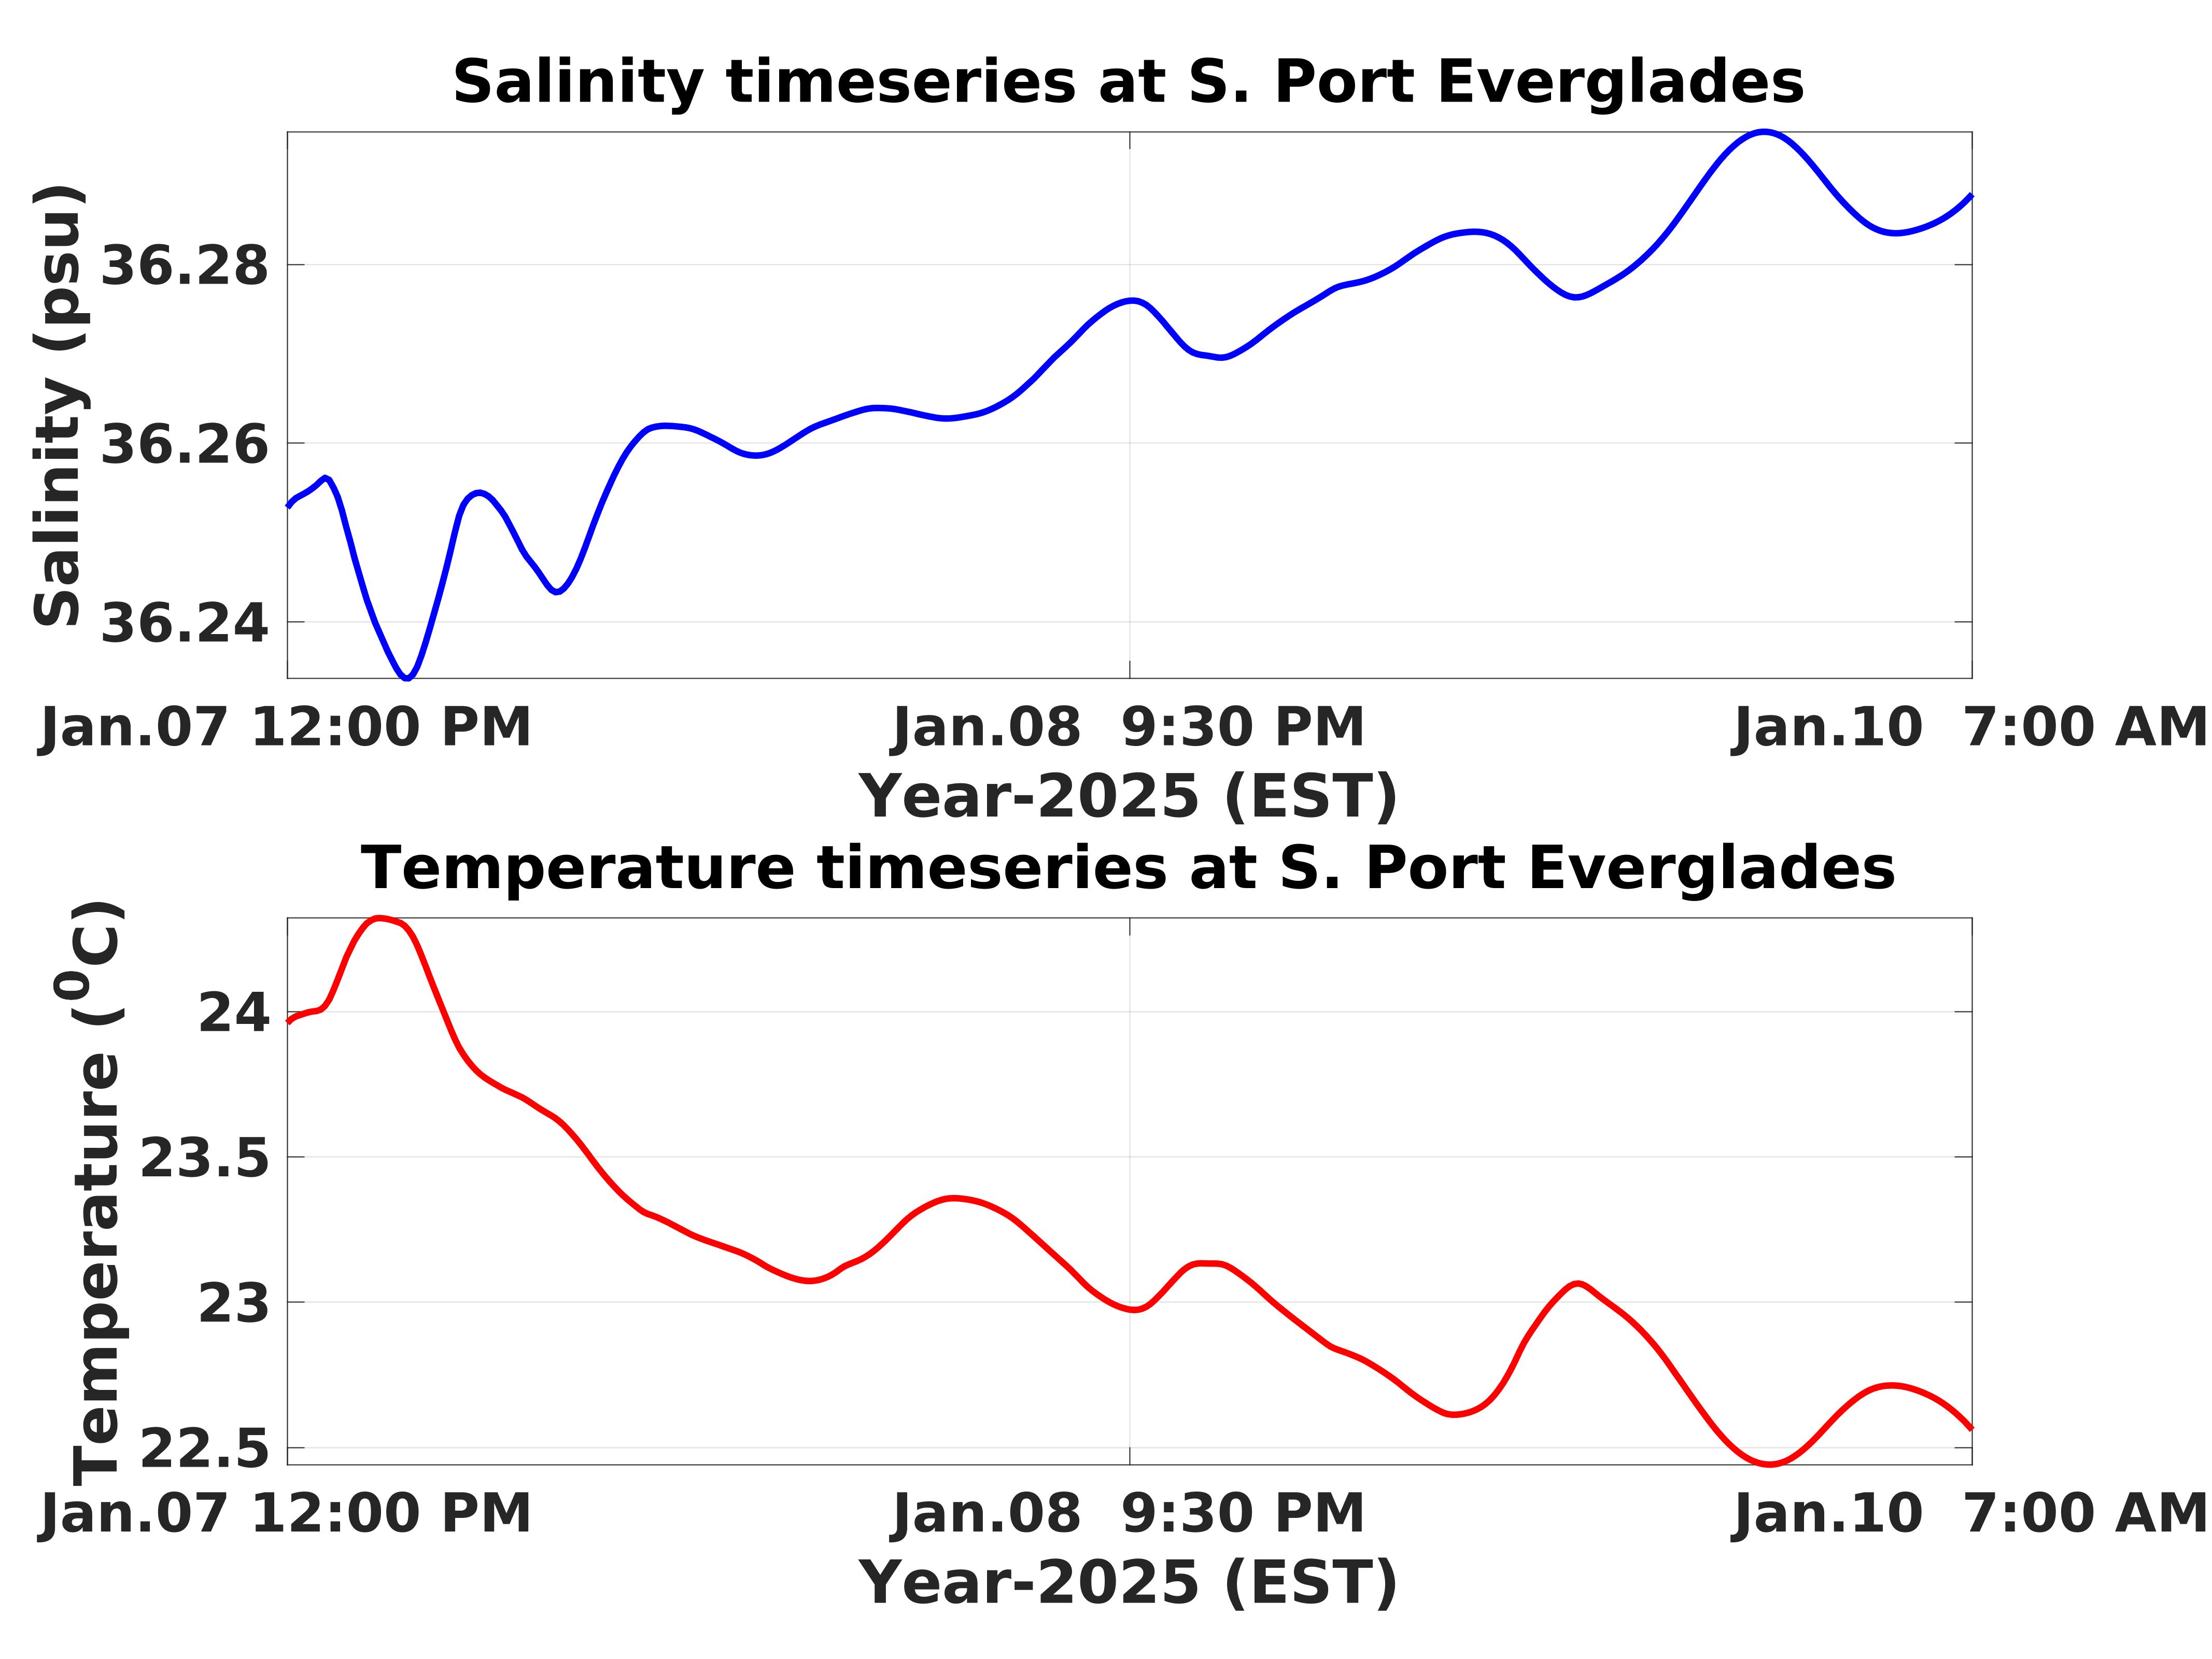 Salinity timeseries at S. Port Everglades
Salinity (psu)
36.28
36.26
36.24
Jan.07 12:00 PM Jan.08 9:30 PM Jan.10 7:00 AM
Year-2025 (EST)
Temperature timeseries at S. Port Everglades
Temperature (⁰C)
24
23.5
23
22.5
Jan.07 12:00 PM Jan.08 9:30 PM Jan.10 7:00 AM
Year-2025 (EST)